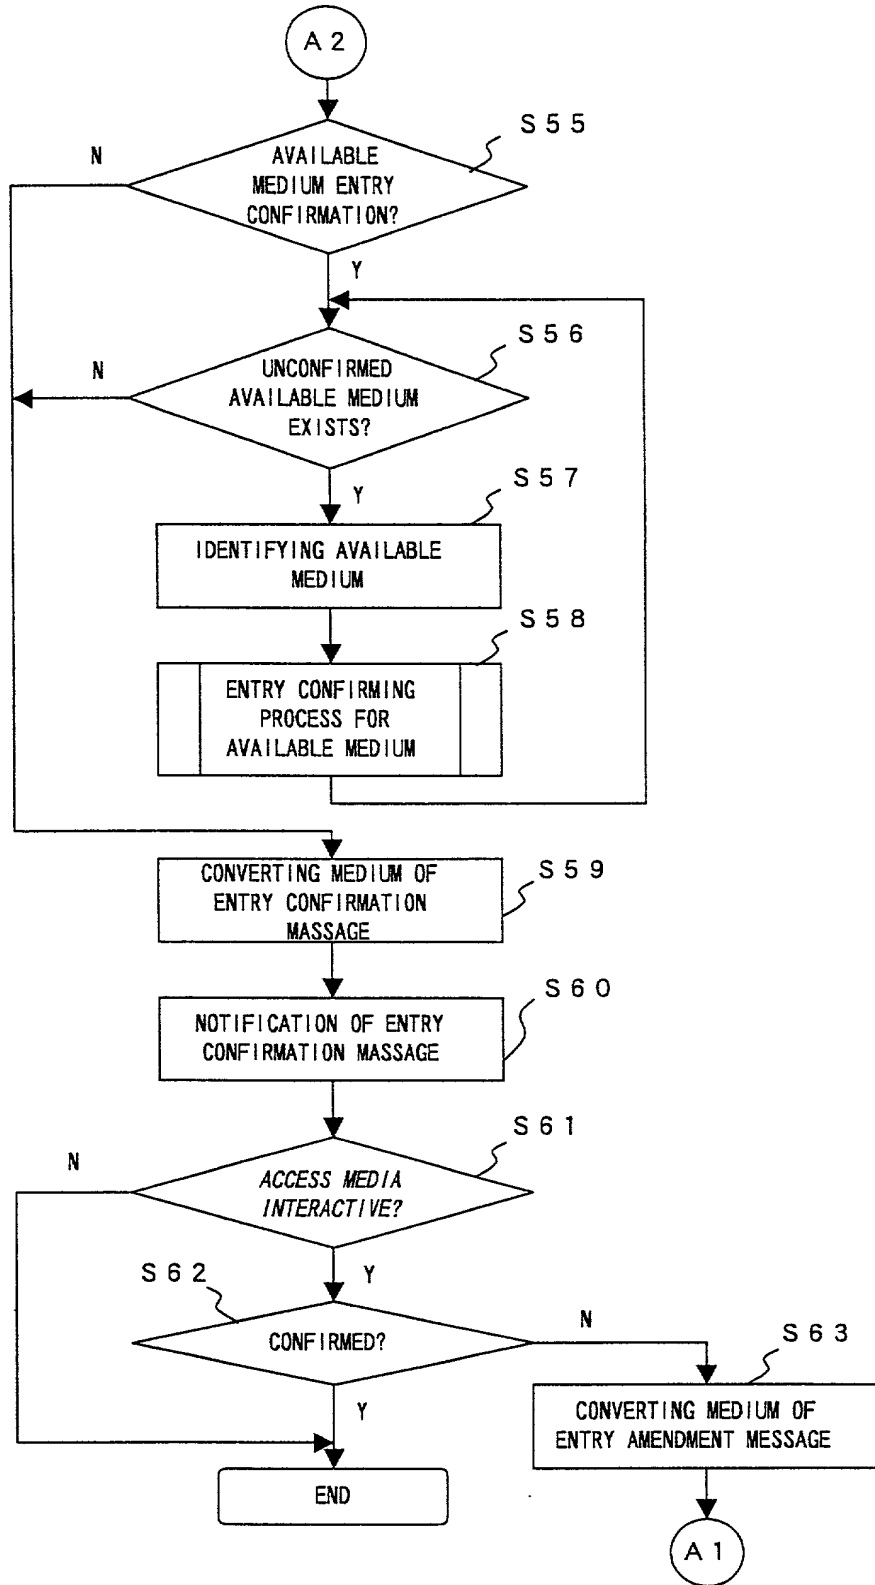 A2
S55
N
AVAILABLE
MEDIUM ENTRY
CONFIRMATION?
Y
S56
N
UNCONFIRMED
AVAILABLE MEDIUM
EXISTS?
Y
S57
IDENTIFYING AVAILABLE
MEDIUM
S58
ENTRY CONFIRMING
PROCESS FOR
AVAILABLE MEDIUM
S59
CONVERTING MEDIUM OF
ENTRY CONFIRMATION
MASSAGE
S60
NOTIFICATION OF ENTRY
CONFIRMATION MASSAGE
S61
N
ACCESS MEDIA
INTERACTIVE?
Y
S62
CONFIRMED?
N
S63
Y
CONVERTING MEDIUM OF
ENTRY AMENDMENT MESSAGE
END
A1